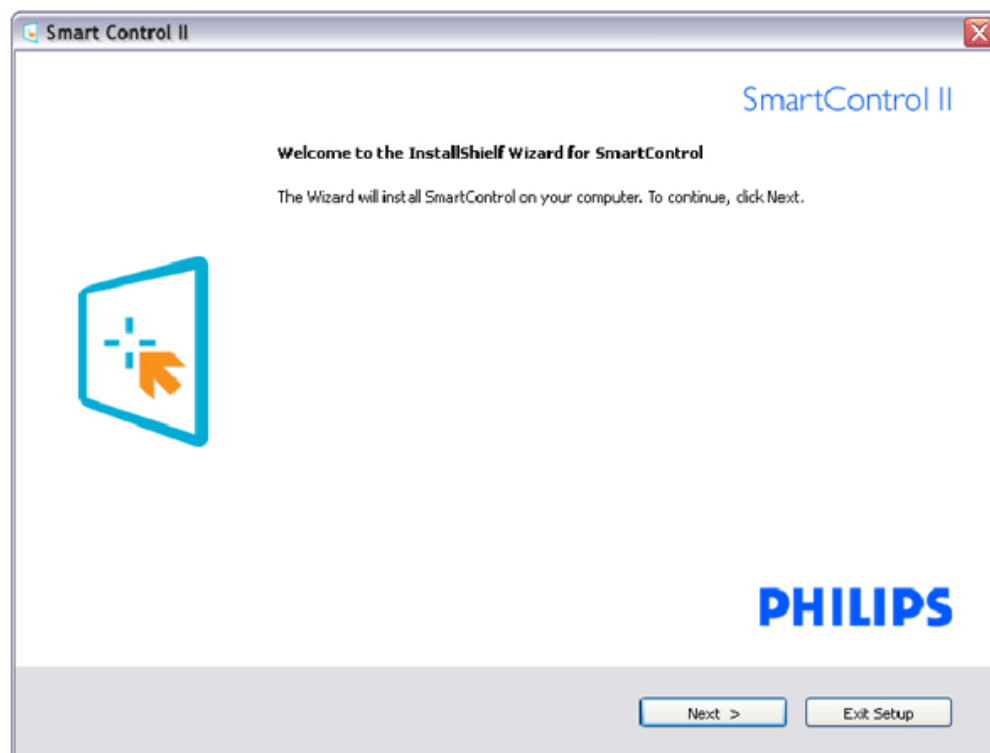 Smart Control II
SmartControl II
Welcome to the InstallShielf Wizard for SmartControl
The Wizard will install SmartControl on your computer. To continue, click Next.
PHILIPS
Next >
Exit Setup